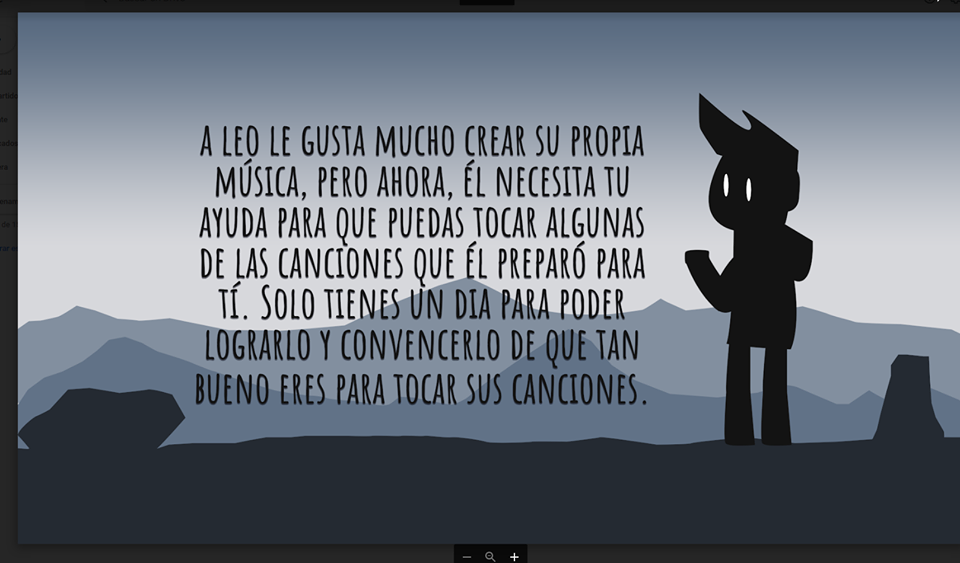 A LEO LE GUSTA MUCHO CREAR SU PROPIA
MÚSICA, PERO AHORA, ÉL NECESITA TU
AYUDA PARA QUE PUEDAS TOCAR ALGUNAS
DE LAS CANCIONES QUE ÉL PREPARÓ PARA
TÍ. SOLO TIENES UN DIA PARA PODER
LOGRARLO Y CONVENCERLO DE QUE TAN
BUENO ERES PARA TOCAR SUS CANCIONES.